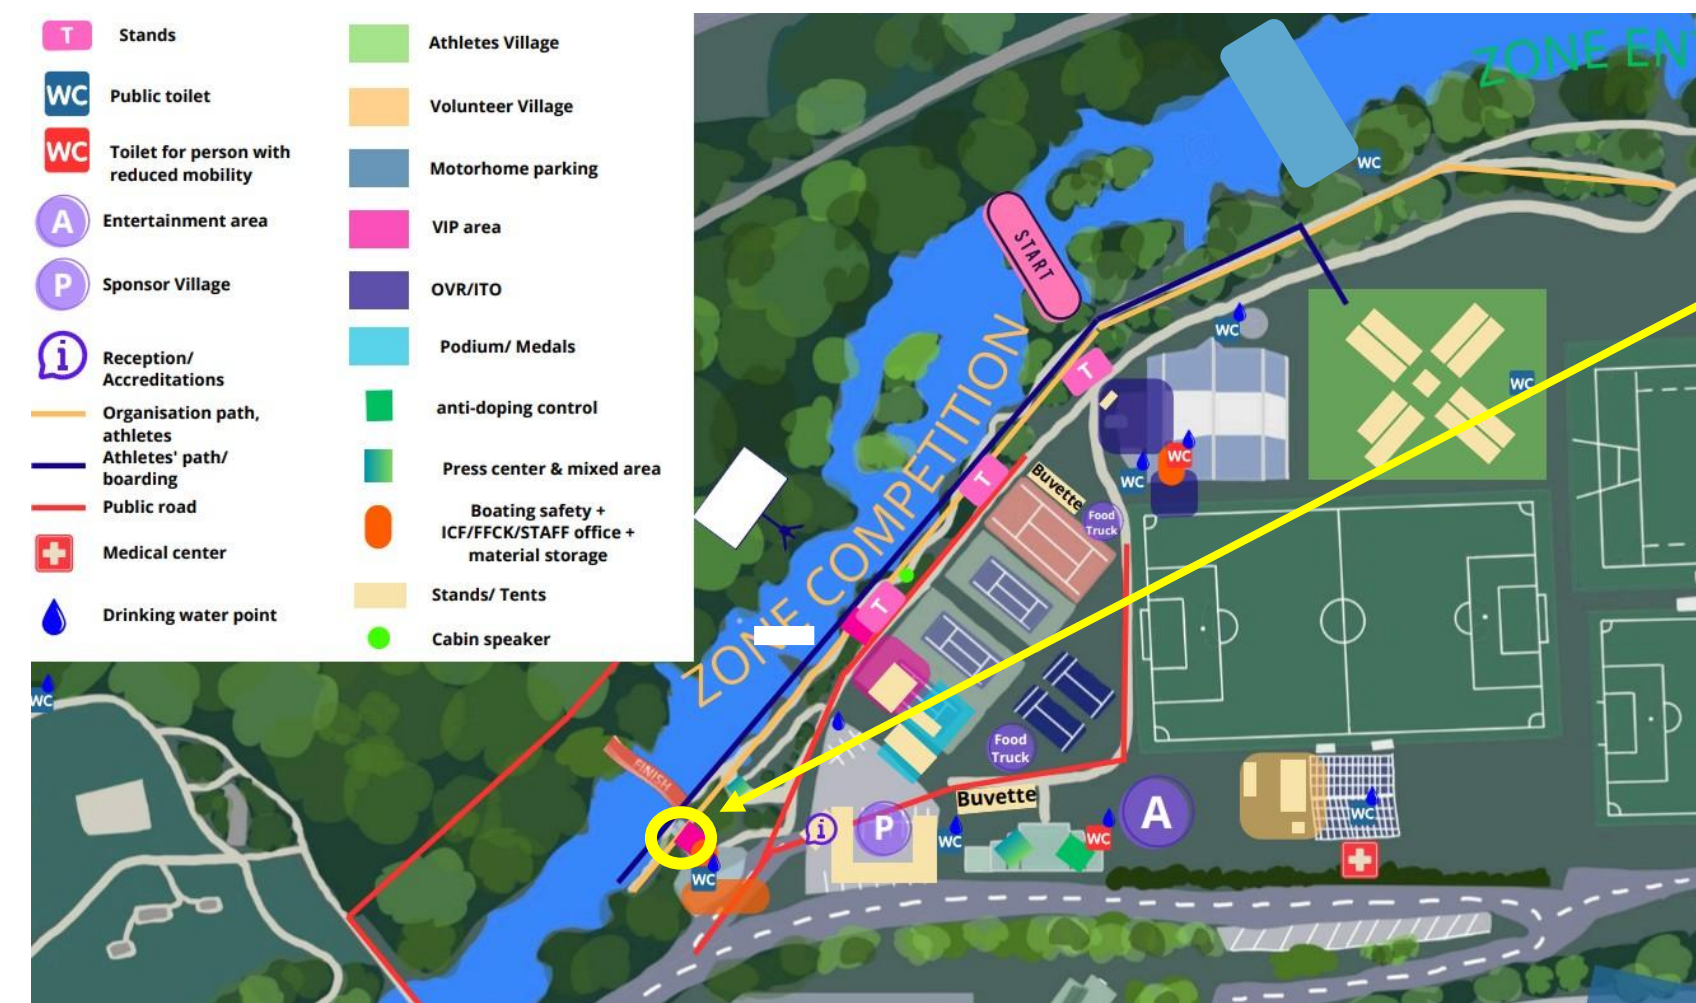 T
Stands
WC
Public toilet
WC
Toilet for person with
reduced mobility
A
Entertainment area
P
Sponsor Village
i
Reception/
Accreditations
Organisation path,
athletes
Athletes' path/
boarding
Public road
Medical center
Drinking water point
Athletes Village
Volunteer Village
Motorhome parking
VIP area
OVR/ITO
Podium/ Medals
anti-doping control
Press center & mixed area
Boating safety +
ICF/FFCK/STAFF office +
material storage
Stands/ Tents
Cabin speaker
ZONE EN
WC
START
WC
T
WC
ZONE COMPETITION
T
Buvette
WC
WC
Food
Truck
T
WC
FINISH
Food
Truck
Buvette
A
i
P
WC
WC
WC
WC